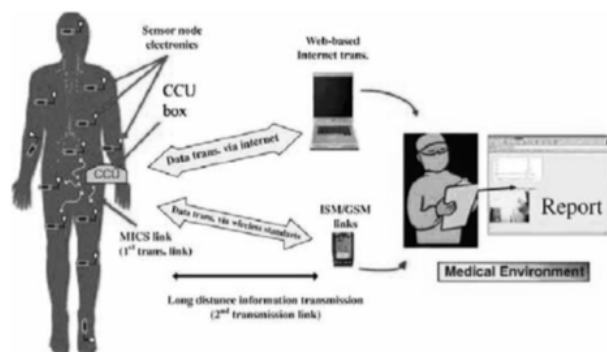 Sensor node
electronics
CCU
box
CCU
MICS link
(1st trans. link)
Data trans. via internet
Data trans. via wireless standards
Long distance information transmission
(2nd transmission link)
Web-based
Internet trans.
ISM/GSM
links
Report
Medical Environment